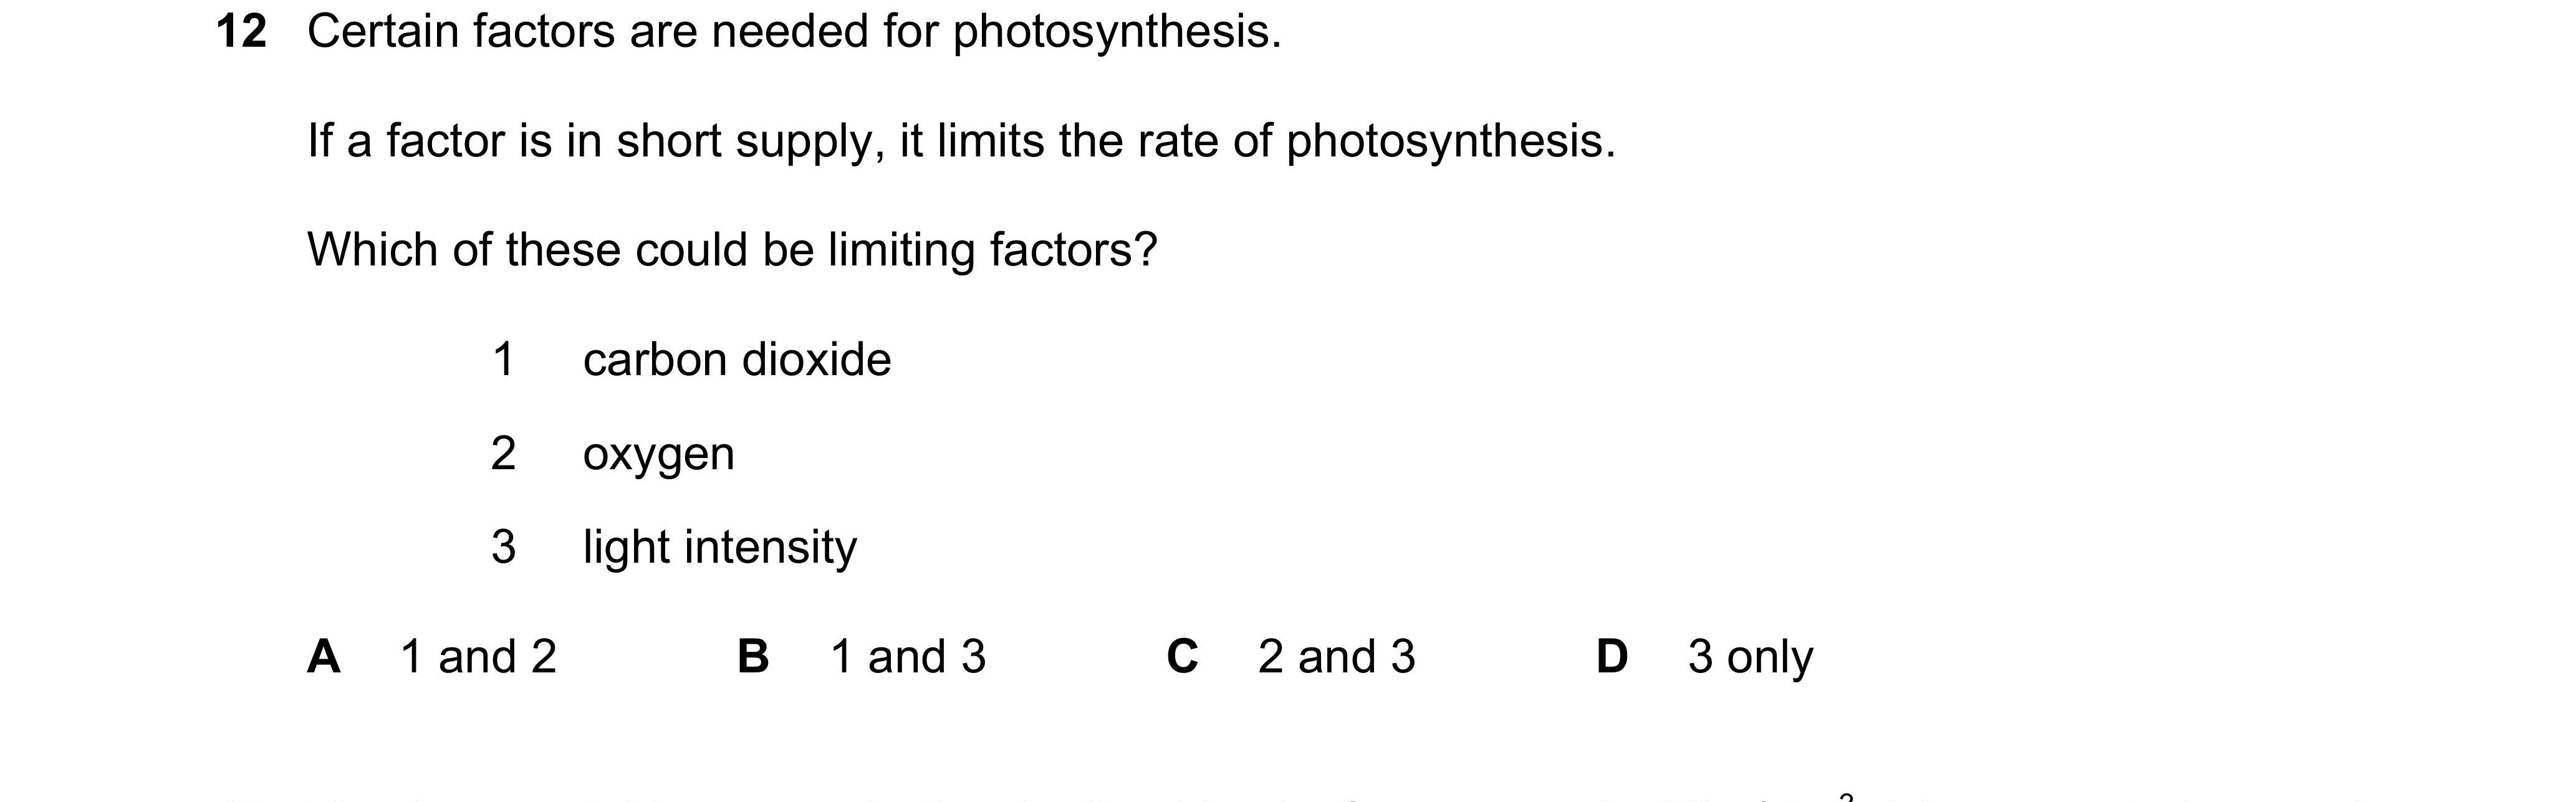 12 Certain factors are needed for photosynthesis.
If a factor is in short supply, it limits the rate of photosynthesis.
Which of these could be limiting factors?
1 carbon dioxide
2 oxygen
3 light intensity
A 1 and 2 B 1 and 3 C 2 and 3 D 3 only